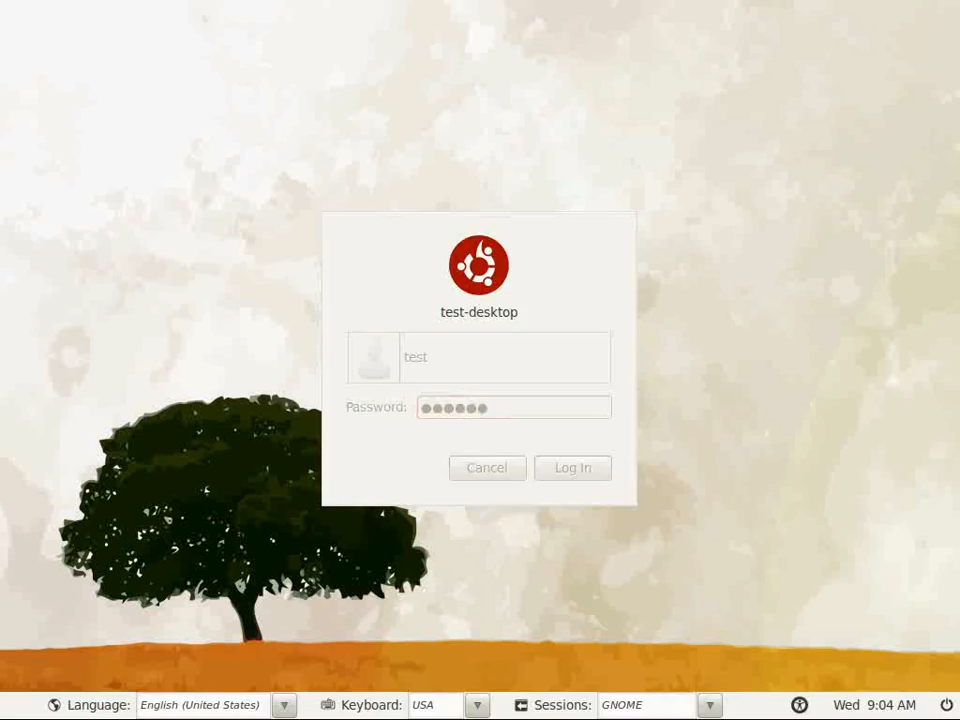 test-desktop
test
Password: ●●●●●●
Cancel Log In
Language: English (United States) Keyboard: USA Sessions: GNOME Wed 9:04 AM